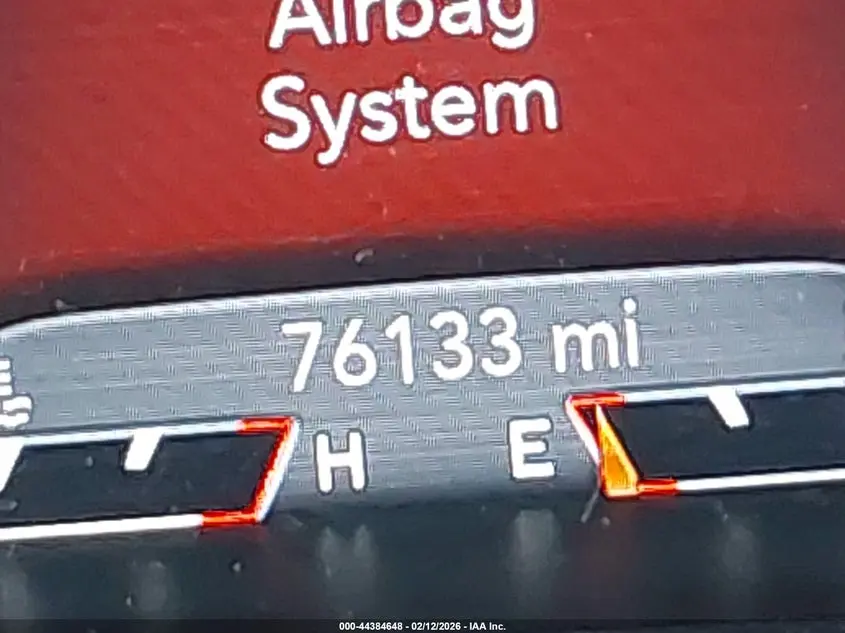 Airbag
System
76133 mi
H E
000-44384648 - 02/12/2026 - IAA Inc.